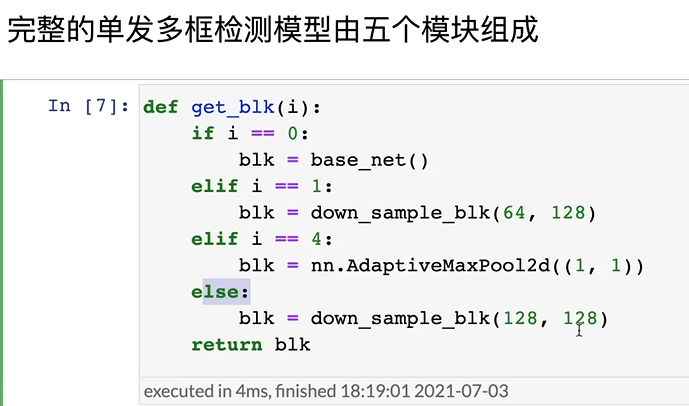 完整的单发多框检测模型由五个模块组成
In [7]: def get_blk(i):
    if i == 0:
        blk = base_net()
    elif i == 1:
        blk = down_sample_blk(64, 128)
    elif i == 4:
        blk = nn.AdaptiveMaxPool2d((1, 1))
    else:
        blk = down_sample_blk(128, 128)
    return blk
executed in 4ms, finished 18:19:01 2021-07-03